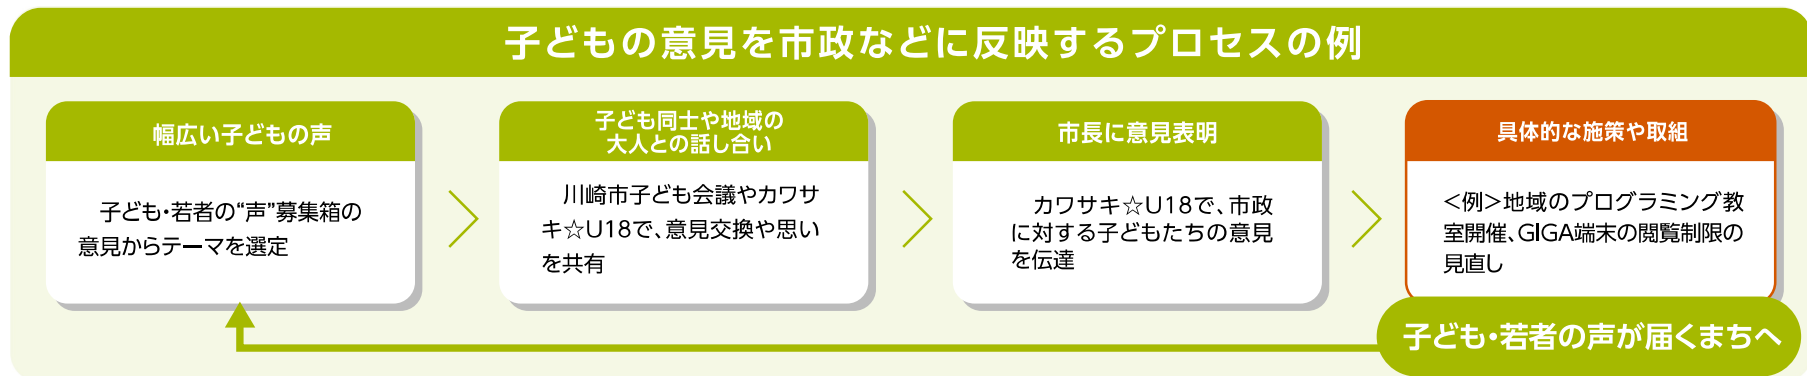 子どもの意見を市政などに反映するプロセスの例
幅広い子どもの声
子ども・若者の“声”募集箱の
意見からテーマを選定
子ども同士や地域の
大人との話し合い
川崎市子ども会議やカワサ
キ☆U18で、意見交換や思い
を共有
市長に意見表明
カワサキ☆U18で、市政
に対する子どもたちの意見
を伝達
具体的な施策や取組
<例>地域のプログラミング教
室開催、GIGA端末の閲覧制限の
見直し
子ども・若者の声が届くまちへ